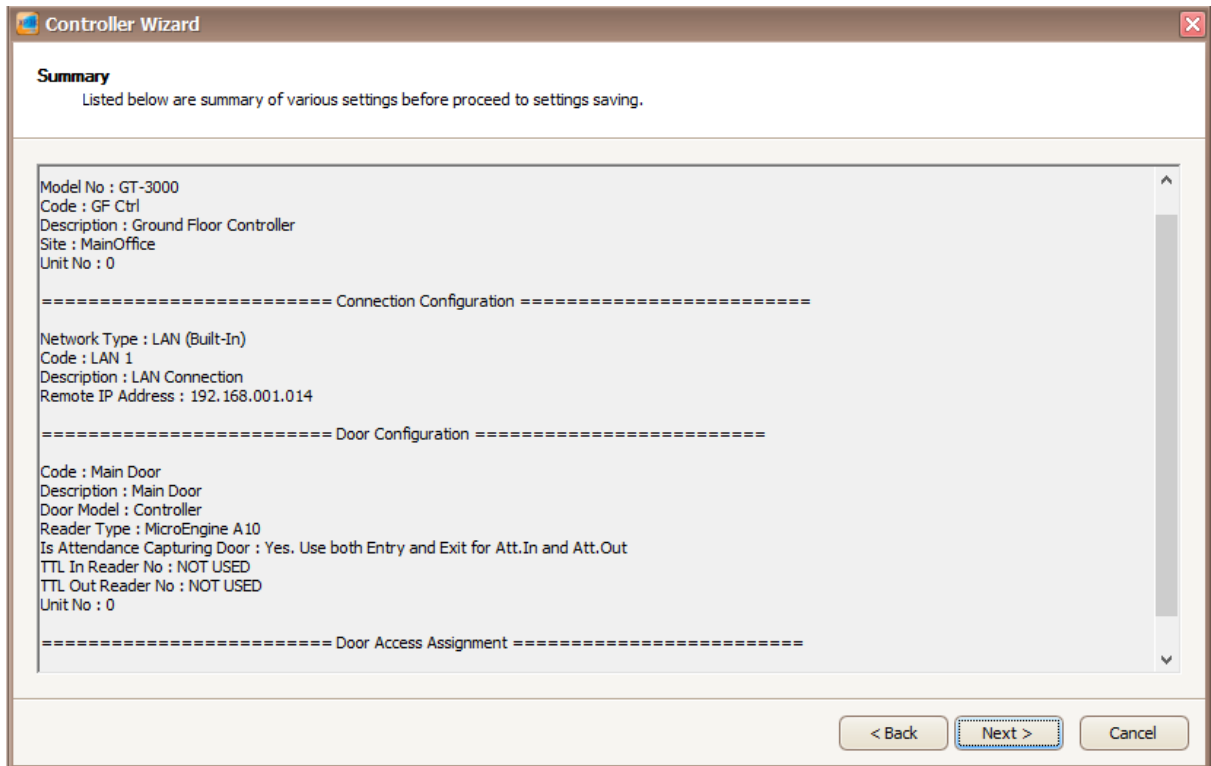 Controller Wizard
Summary
Listed below are summary of various settings before proceed to settings saving.
Model No : GT-3000
Code : GF Ctrl
Description : Ground Floor Controller
Site : MainOffice
Unit No : 0
========================= Connection Configuration =========================
Network Type : LAN (Built-In)
Code : LAN 1
Description : LAN Connection
Remote IP Address : 192.168.001.014
========================= Door Configuration =========================
Code : Main Door
Description : Main Door
Door Model : Controller
Reader Type : MicroEngine A10
Is Attendance Capturing Door : Yes. Use both Entry and Exit for Att.In and Att.Out
TTL In Reader No : NOT USED
TTL Out Reader No : NOT USED
Unit No : 0
========================= Door Access Assignment =========================
< Back Next > Cancel